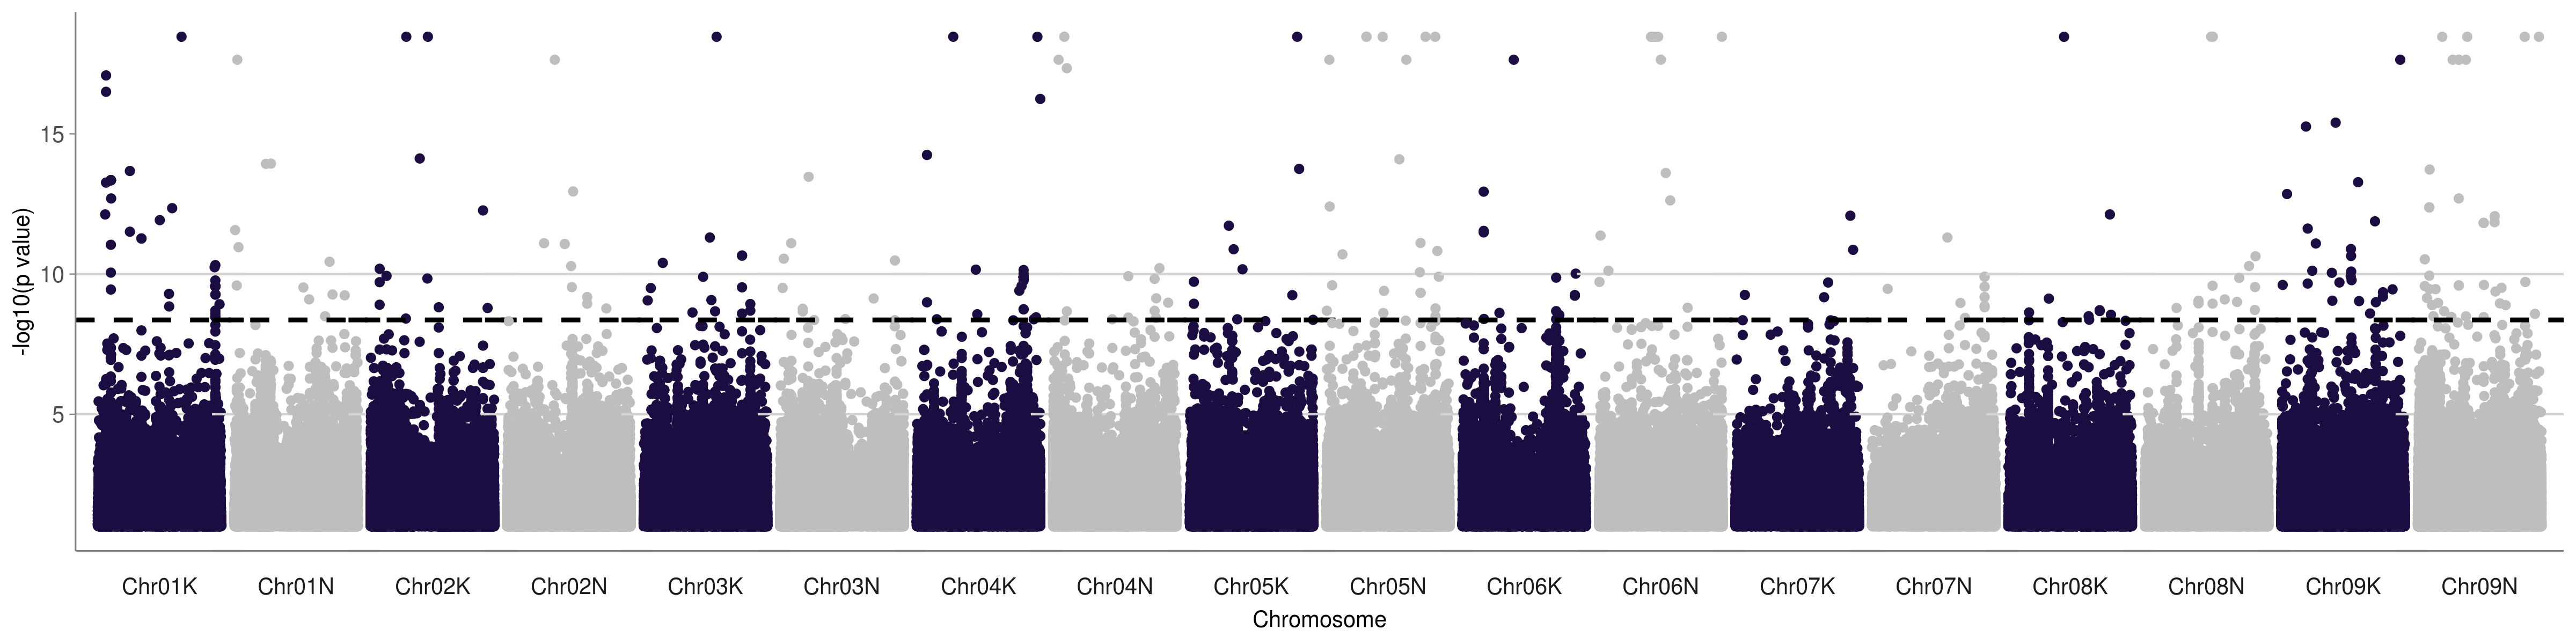 -log10(p value)
15
10
5
Chr01K Chr01N Chr02K Chr02N Chr03K Chr03N Chr04K Chr04N Chr05K Chr05N Chr06K Chr06N Chr07K Chr07N Chr08K Chr08N Chr09K Chr09N
Chromosome